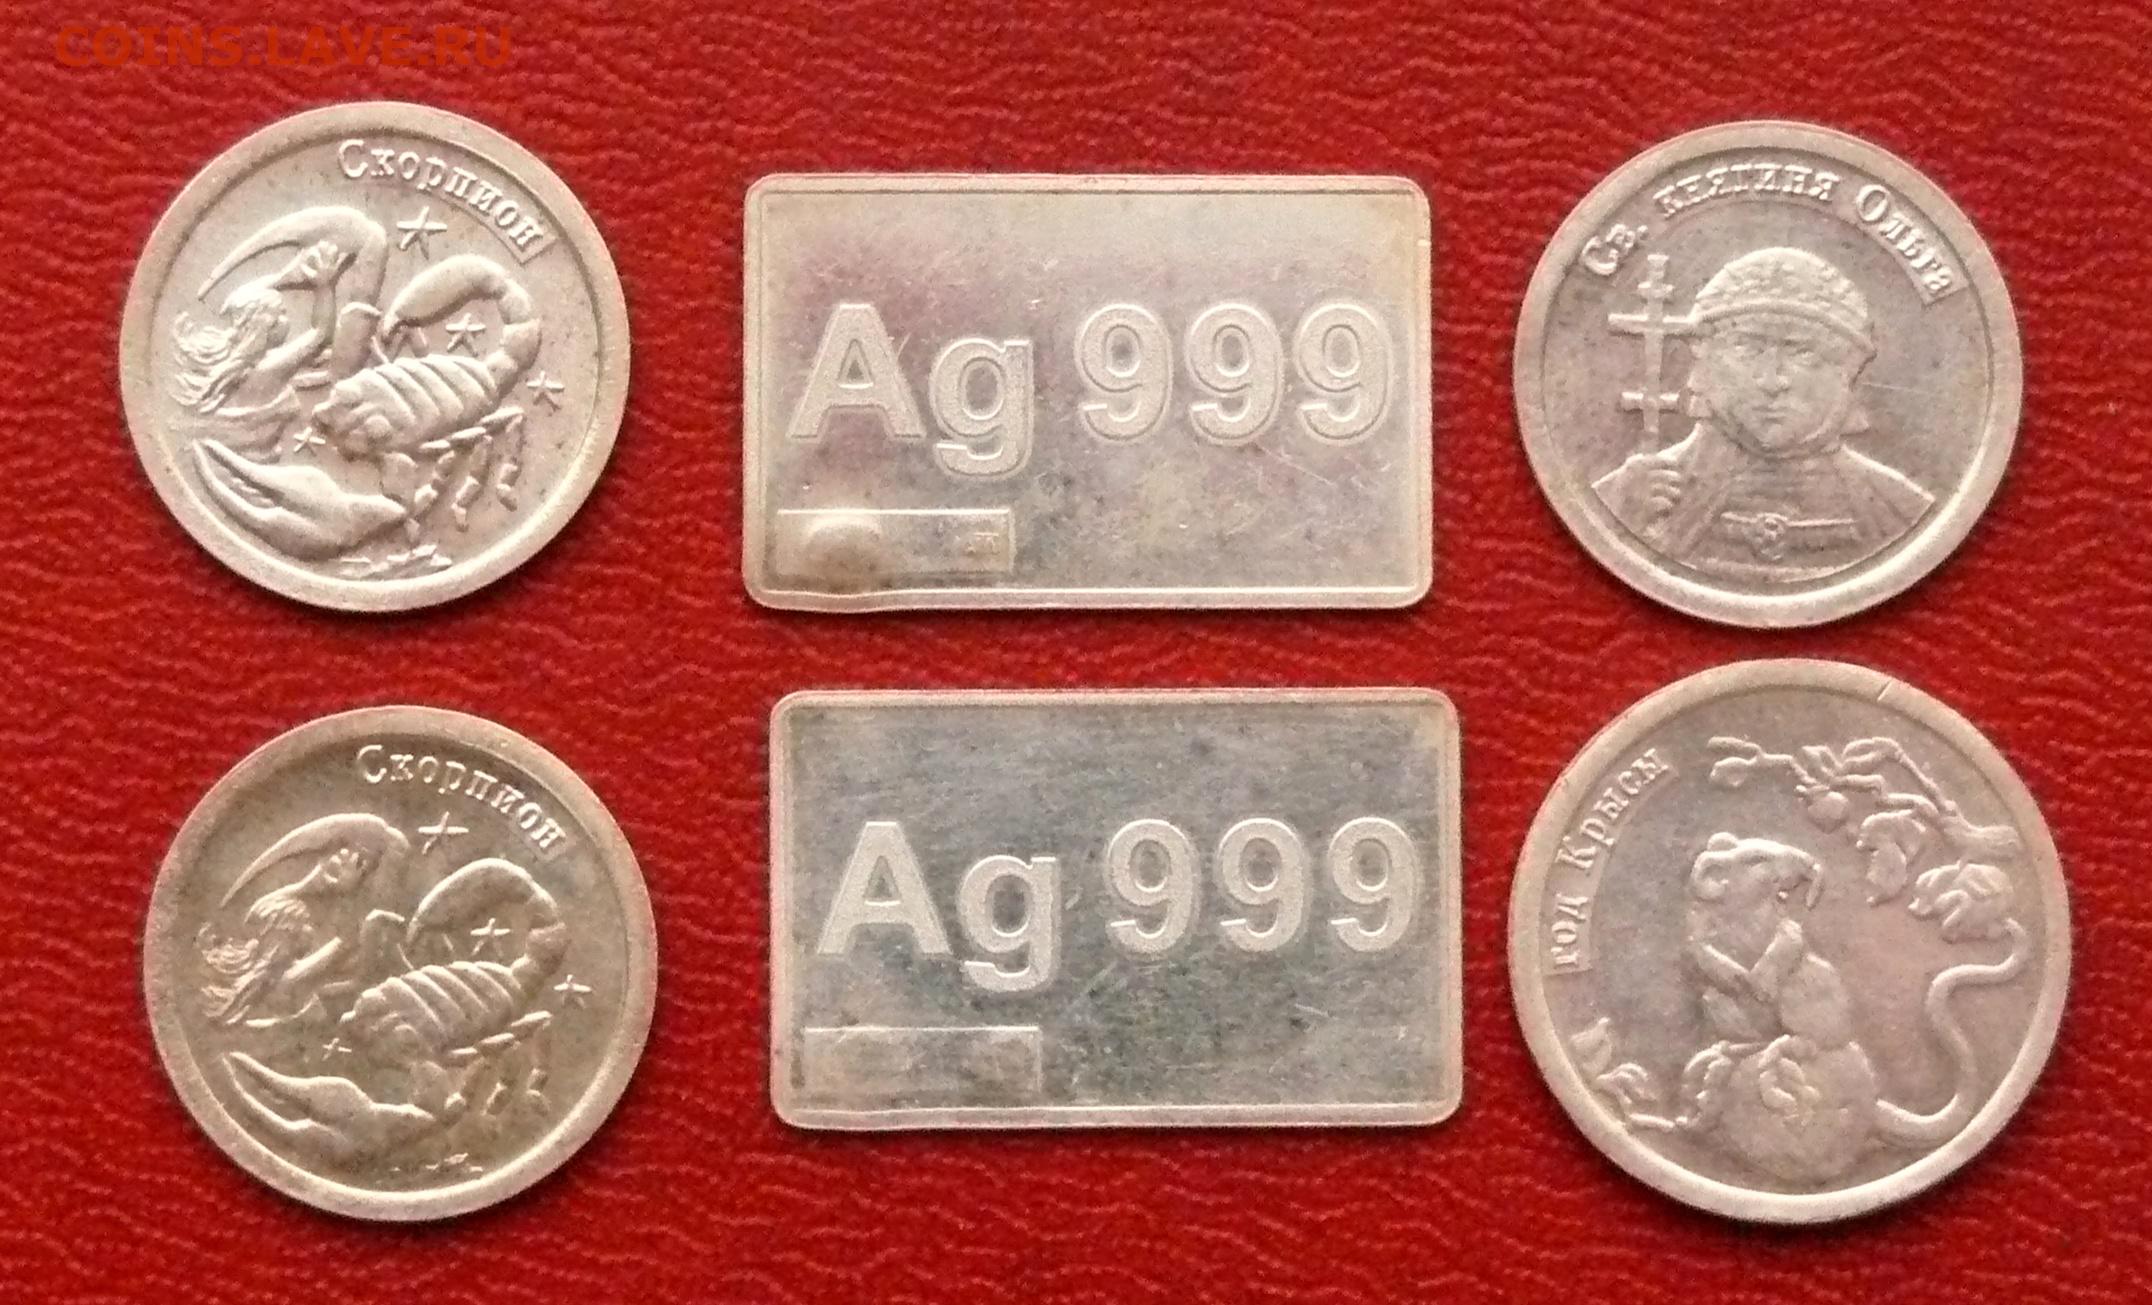 COINS.LAVE.RU
Скорпион
Ag 999
Св. княгиня Ольга
Скорпион
Ag 999
год Крысы